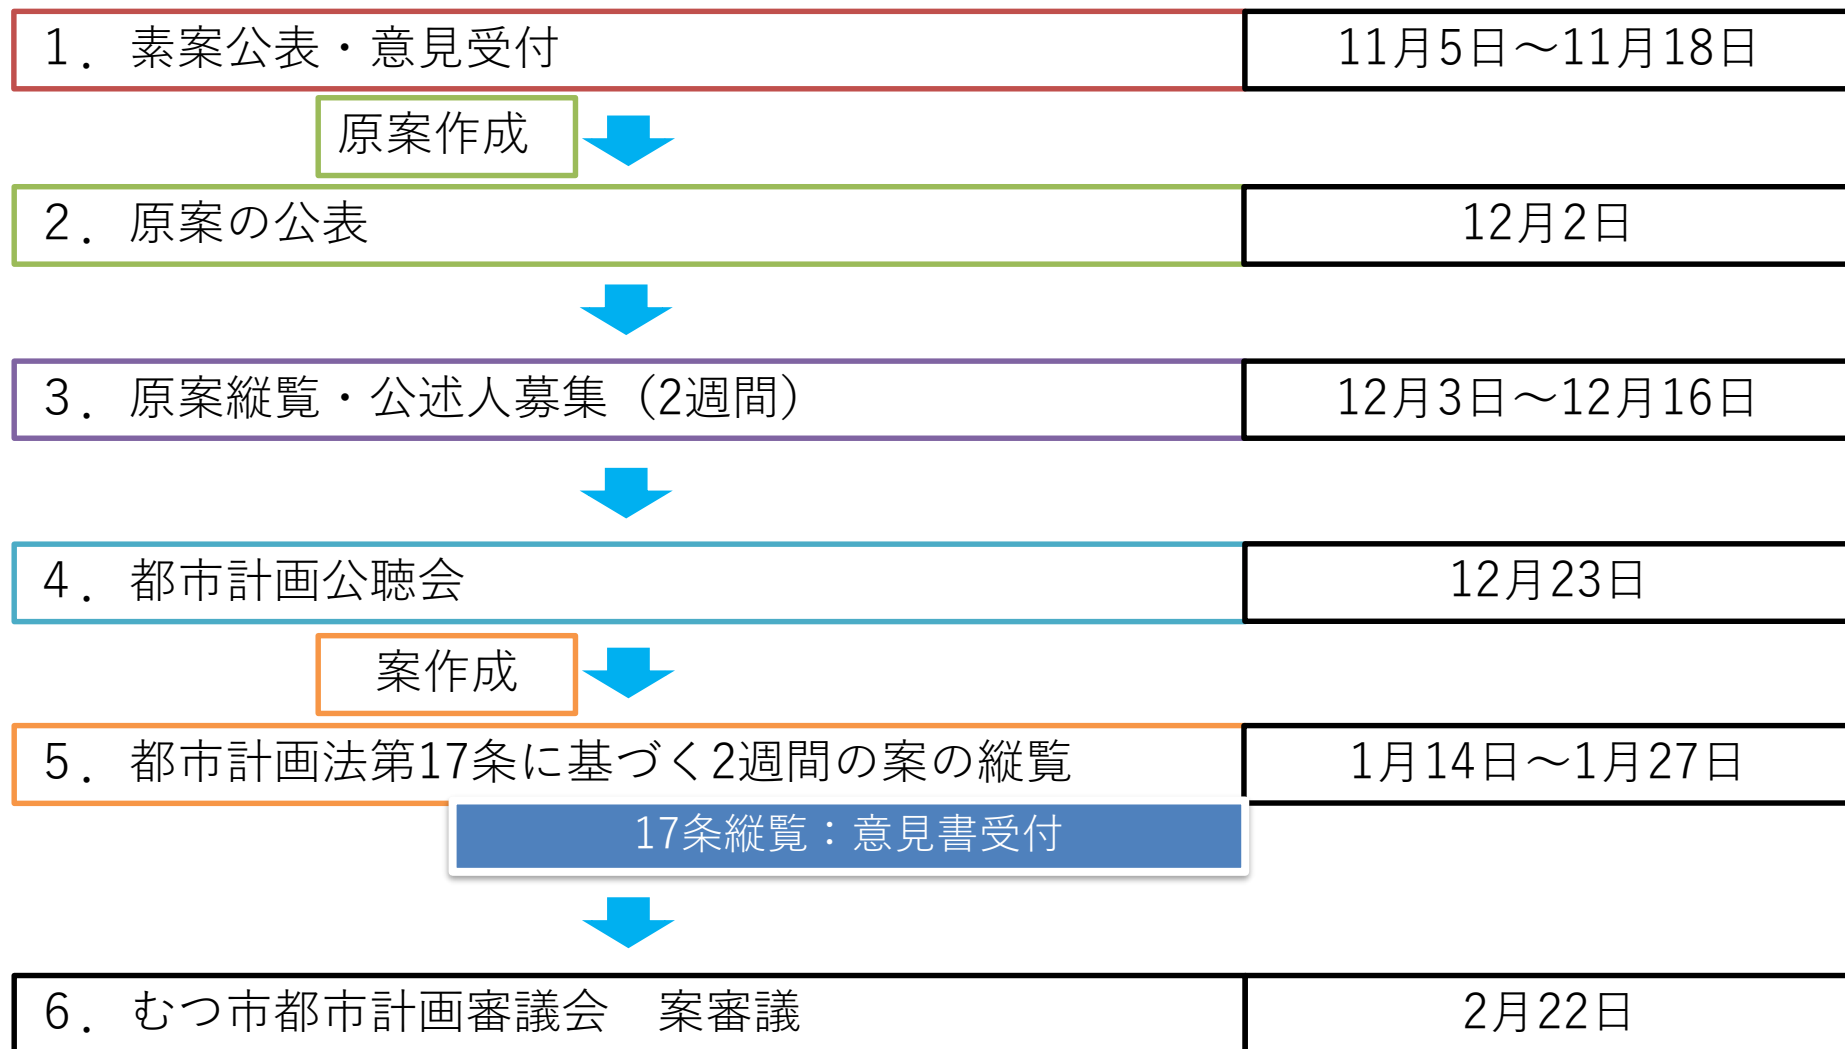 1．素案公表・意見受付 11月5日～11月18日
原案作成
2．原案の公表 12月2日
3．原案縦覧・公述人募集（2週間） 12月3日～12月16日
4．都市計画公聴会 12月23日
案作成
5．都市計画法第17条に基づく2週間の案の縦覧 1月14日～1月27日
17条縦覧：意見書受付
6．むつ市都市計画審議会　案審議 2月22日